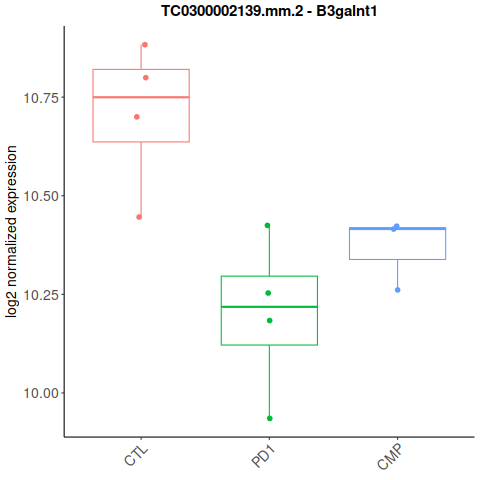 TC0300002139.mm.2 - B3galnt1
log2 normalized expression
10.75
10.50
10.25
10.00
CTL
PD1
CMP